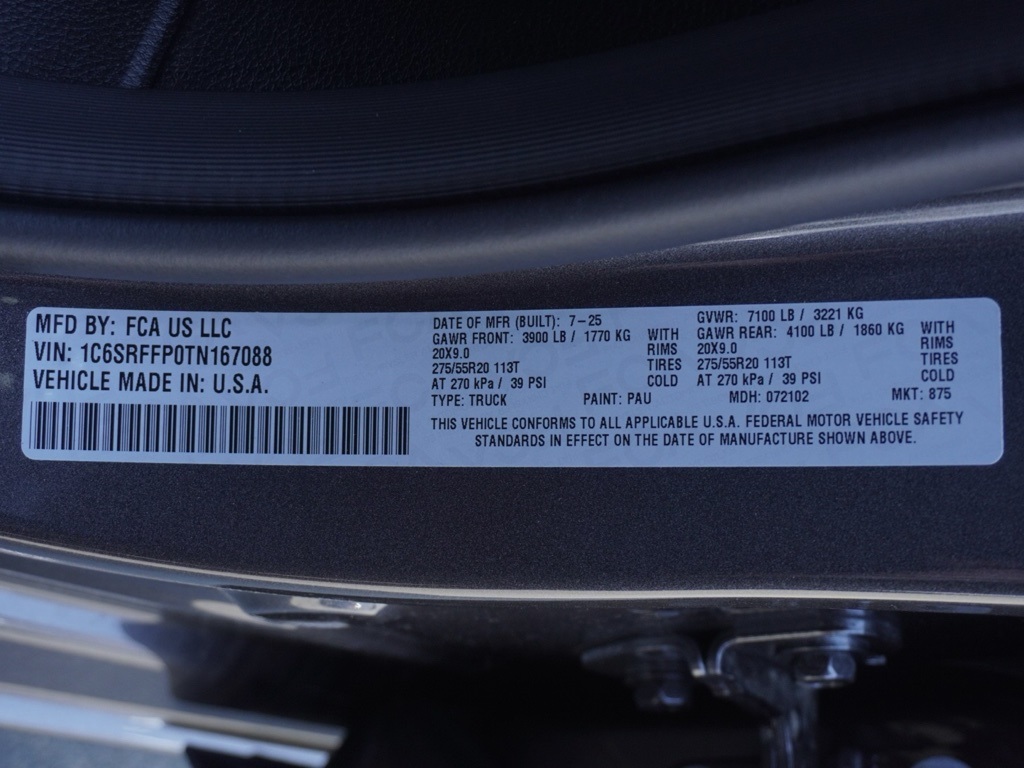 MFD BY: FCA US LLC
VIN: 1C6SRFFP0TN167088
VEHICLE MADE IN: U.S.A.
DATE OF MFR (BUILT): 7-25
GAWR FRONT: 3900 LB / 1770 KG WITH
20X9.0 RIMS
275/55R20 113T TIRES
AT 270 kPa / 39 PSI COLD
GVWR: 7100 LB / 3221 KG
GAWR REAR: 4100 LB / 1860 KG WITH
20X9.0 RIMS
275/55R20 113T TIRES
AT 270 kPa / 39 PSI COLD
TYPE: TRUCK PAINT: PAU MDH: 072102 MKT: 875
THIS VEHICLE CONFORMS TO ALL APPLICABLE U.S.A. FEDERAL MOTOR VEHICLE SAFETY
STANDARDS IN EFFECT ON THE DATE OF MANUFACTURE SHOWN ABOVE.